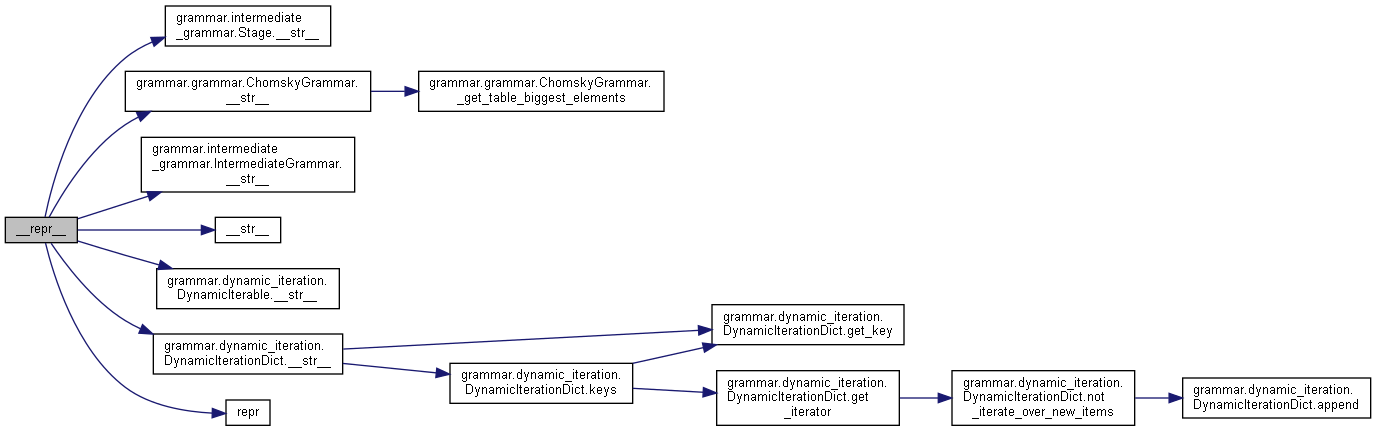 grammar.intermediate
_grammar.Stage.__str__
grammar.grammar.ChomskyGrammar.
__str__
grammar.grammar.ChomskyGrammar.
_get_table_biggest_elements
grammar.intermediate
_grammar.IntermediateGrammar.
__str__
__repr__
__str__
grammar.dynamic_iteration.
DynamicIterable.__str__
grammar.dynamic_iteration.
DynamicIterationDict.__str__
grammar.dynamic_iteration.
DynamicIterationDict.get_key
grammar.dynamic_iteration.
DynamicIterationDict.keys
grammar.dynamic_iteration.
DynamicIterationDict.get
_iterator
grammar.dynamic_iteration.
DynamicIterationDict.not
_iterate_over_new_items
grammar.dynamic_iteration.
DynamicIterationDict.append
repr